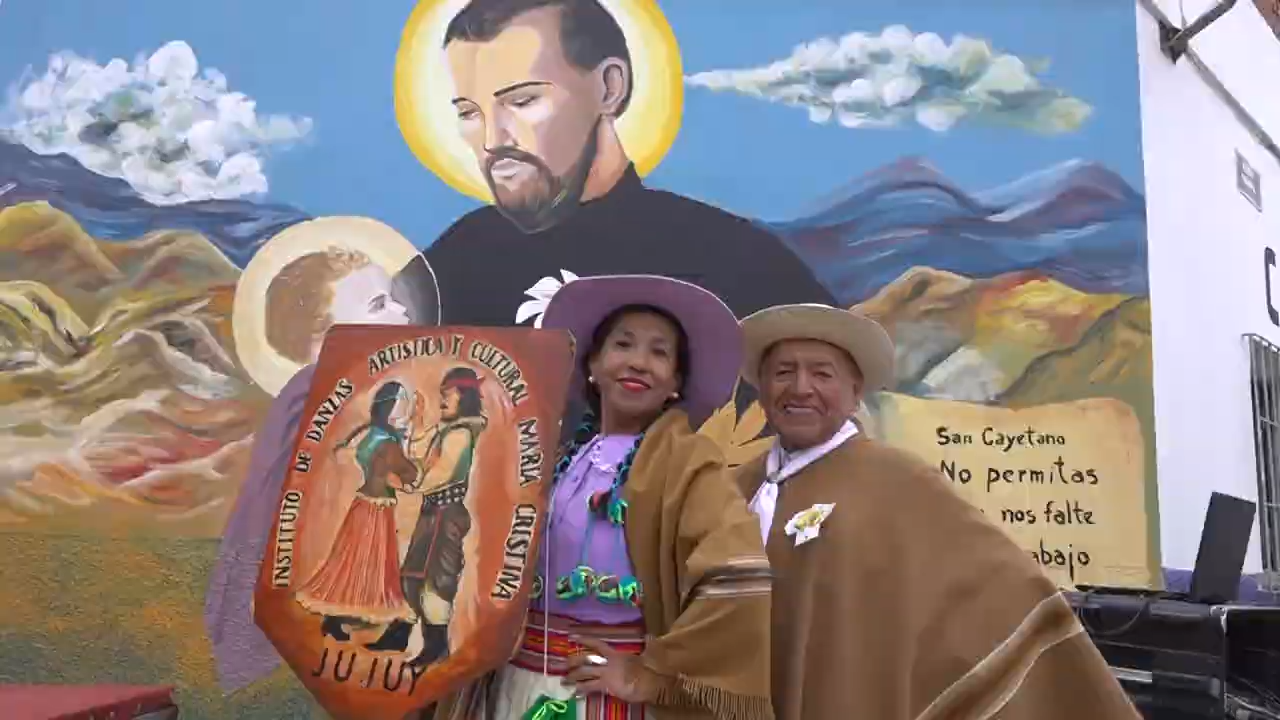 INSTITUTO DE DANZAS ARTISTICA Y CULTURAL MARIA CRISTINA
JUJUY
San Cayetano
No permitas
nos falte
abajo
C